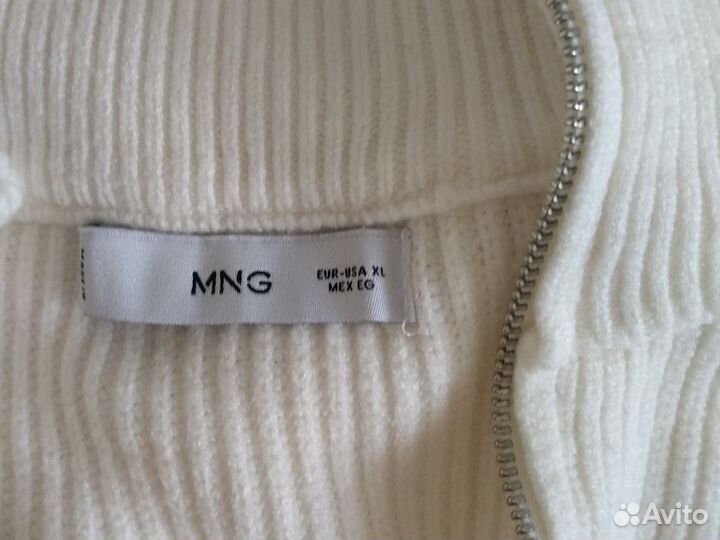 MNG
EUR-USA XL
MEX EG
Avito